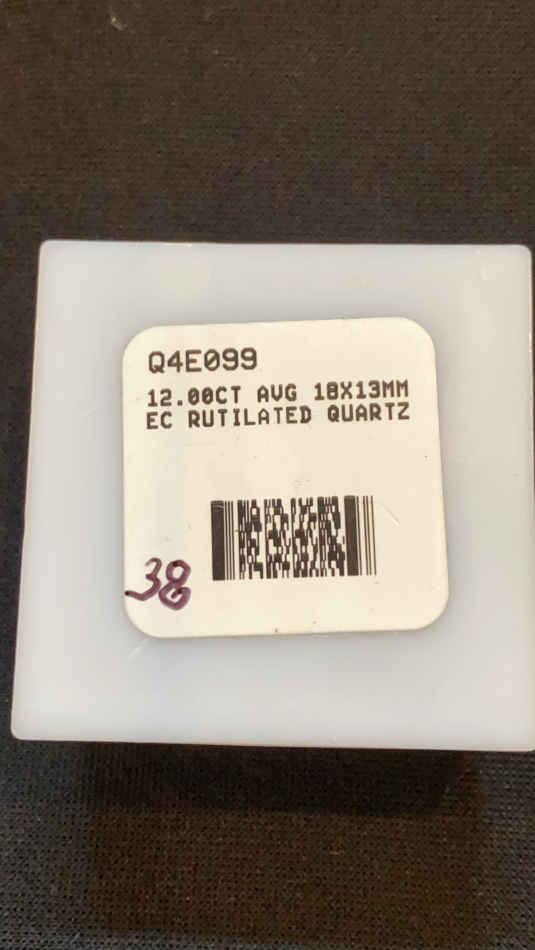 Q4E099
12.00CT AVG 18X13MM
EC RUTILATED QUARTZ
38